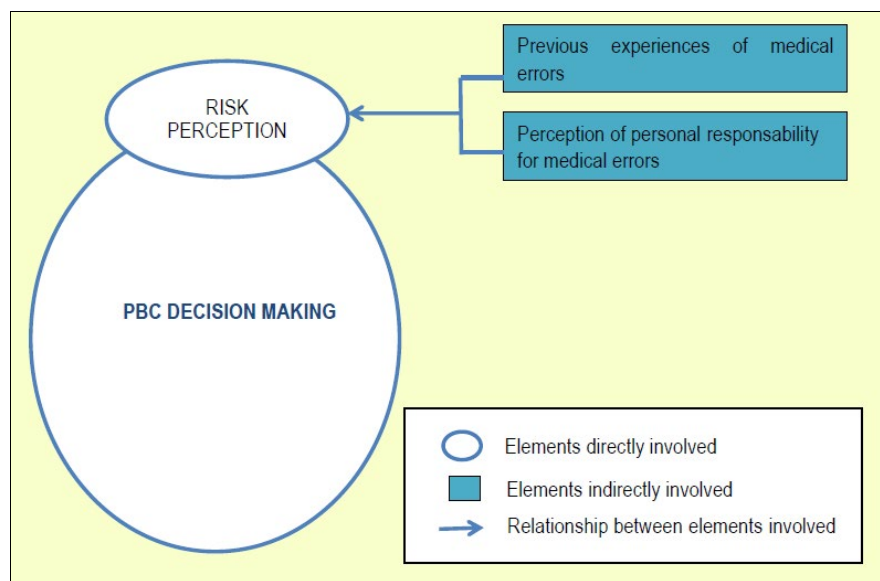 Previous experiences of medical
errors
RISK
PERCEPTION
Perception of personal responsability
for medical errors
PBC DECISION MAKING
Elements directly involved
Elements indirectly involved
Relationship between elements involved